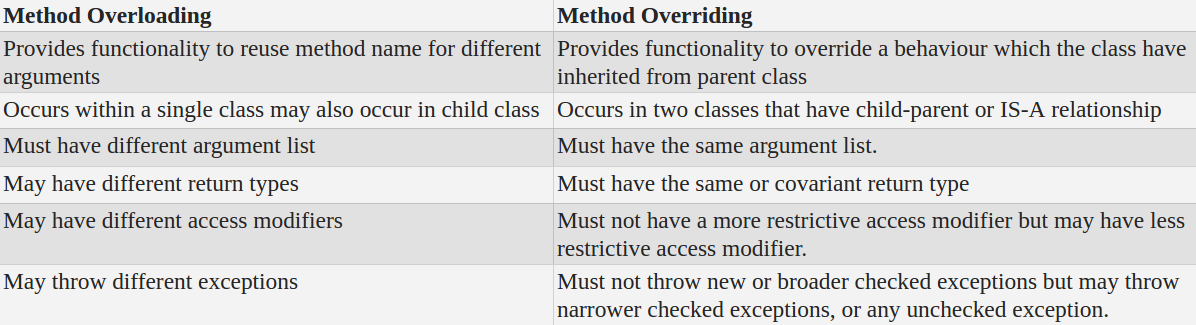 Method Overloading
Method Overriding
Provides functionality to reuse method name for different
arguments
Provides functionality to override a behaviour which the class have
inherited from parent class
Occurs within a single class may also occur in child class
Occurs in two classes that have child-parent or IS-A relationship
Must have different argument list
Must have the same argument list.
May have different return types
Must have the same or covariant return type
May have different access modifiers
Must not have a more restrictive access modifier but may have less
restrictive access modifier.
May throw different exceptions
Must not throw new or broader checked exceptions but may throw
narrower checked exceptions, or any unchecked exception.